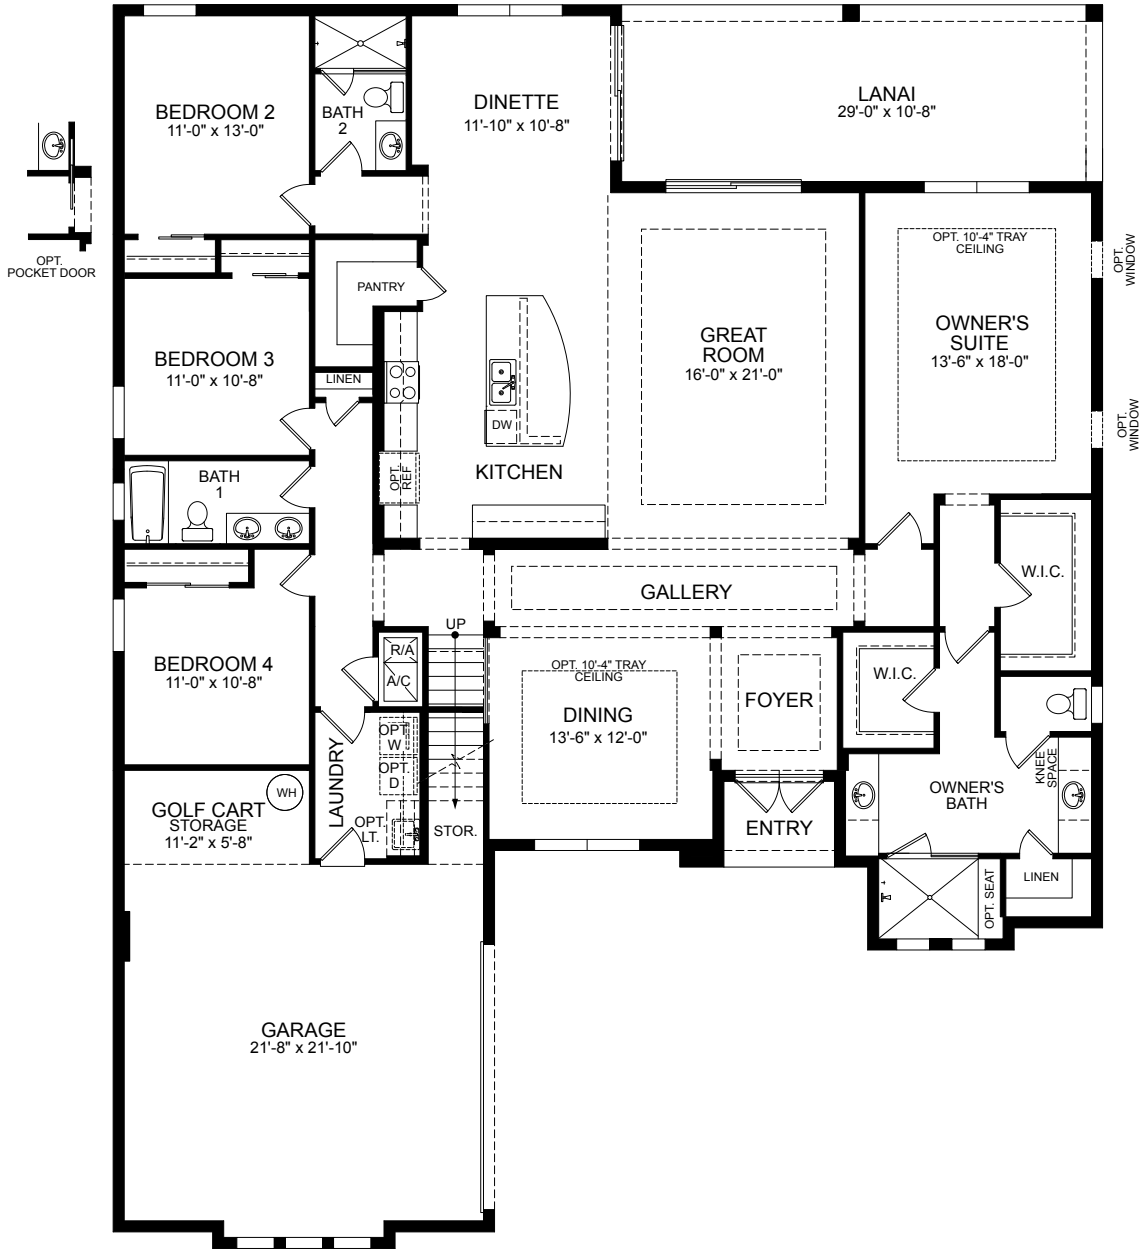 BEDROOM 2
11'-0" x 13'-0"
BATH
2
DINETTE
11'-10" x 10'-8"
LANAI
29'-0" x 10'-8"
OPT.
POCKET DOOR
PANTRY
OPT. 10'-4" TRAY
CEILING
OPT.
WINDOW
GREAT
ROOM
16'-0" x 21'-0"
OWNER'S
SUITE
13'-6" x 18'-0"
BEDROOM 3
11'-0" x 10'-8"
LINEN
DW
OPT.
WINDOW
KITCHEN
OPT.
REF
BATH
1
GALLERY
W.I.C.
UP
R/A
A/C
BEDROOM 4
11'-0" x 10'-8"
OPT. 10'-4" TRAY
CEILING
W.I.C.
DINING
13'-6" x 12'-0"
FOYER
OPT.
W
OPT.
D
LAUNDRY
WH
GOLF CART
STORAGE
11'-2" x 5'-8"
OPT.
LT.
STOR.
ENTRY
KNEE
SPACE
OWNER'S
BATH
OPT. SEAT
LINEN
GARAGE
21'-8" x 21'-10"